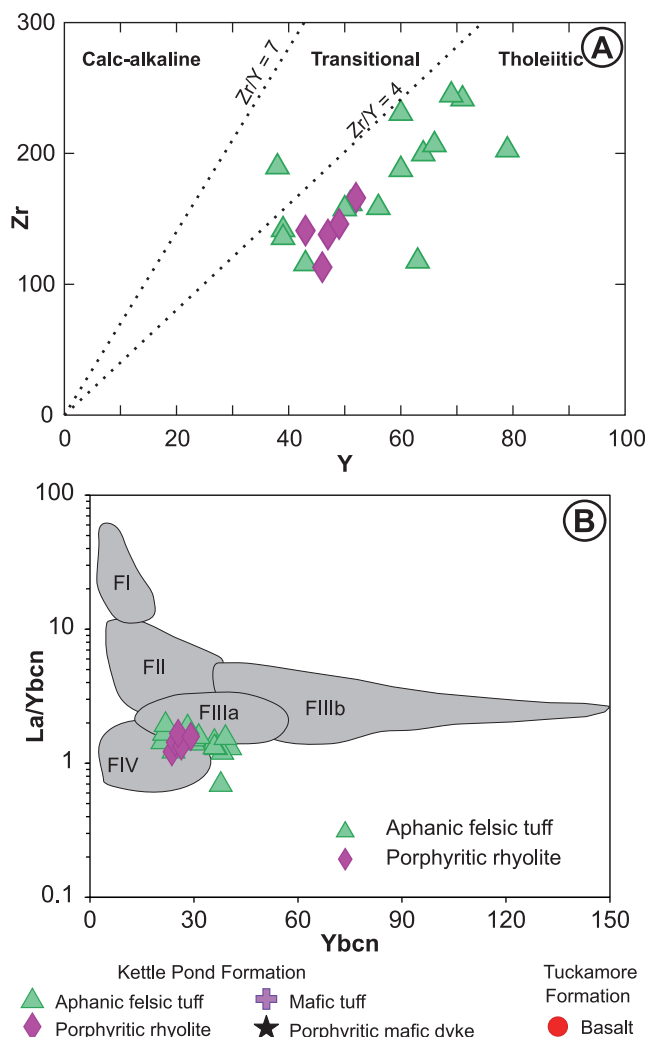 300
Calc-alkaline
Transitional
Tholeiitic
A
Zr/Y = 7
Zr/Y = 4
200
Zr
100
0
0 20 40 60 80 100
Y
100
B
FI
10
FII
La/Ybcn
FIIIa
FIIIb
1
FIV
Aphanic felsic tuff
Porphyritic rhyolite
0.1
0 30 60 90 120 150
Ybcn
Kettle Pond Formation
Tuckamore
Formation
Aphanic felsic tuff
Mafic tuff
Porphyritic rhyolite
Porphyritic mafic dyke
Basalt